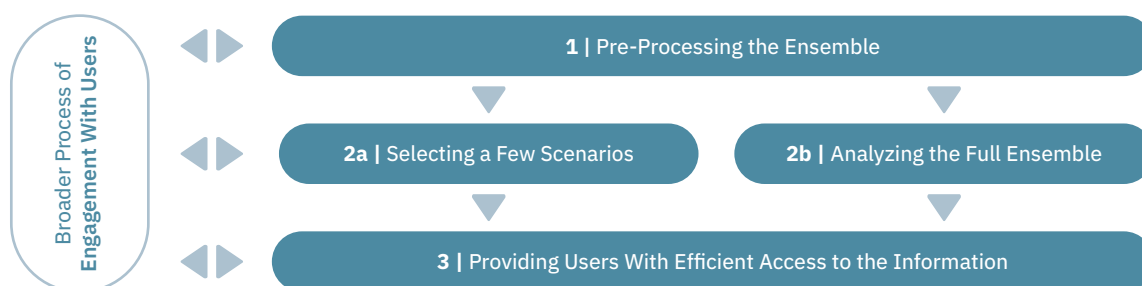 Broader Process of
Engagement With Users
1 | Pre-Processing the Ensemble
2a | Selecting a Few Scenarios
2b | Analyzing the Full Ensemble
3 | Providing Users With Efficient Access to the Information